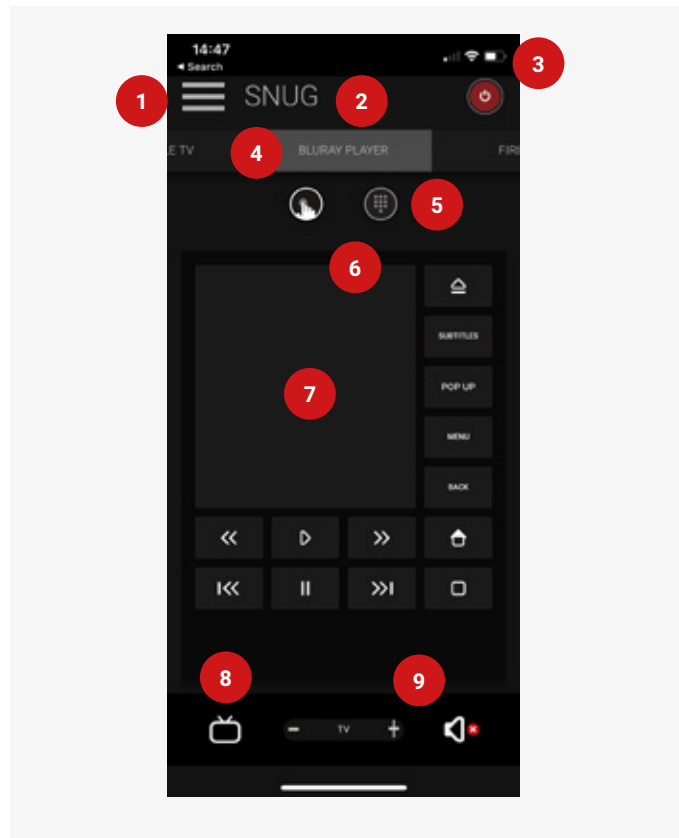 14:47
◂ Search
3
1
SNUG
2
LE TV
4
BLURAY PLAYER
FIR
5
6
SUBTITLES
7
POP UP
MENU
BACK
8
9
TV